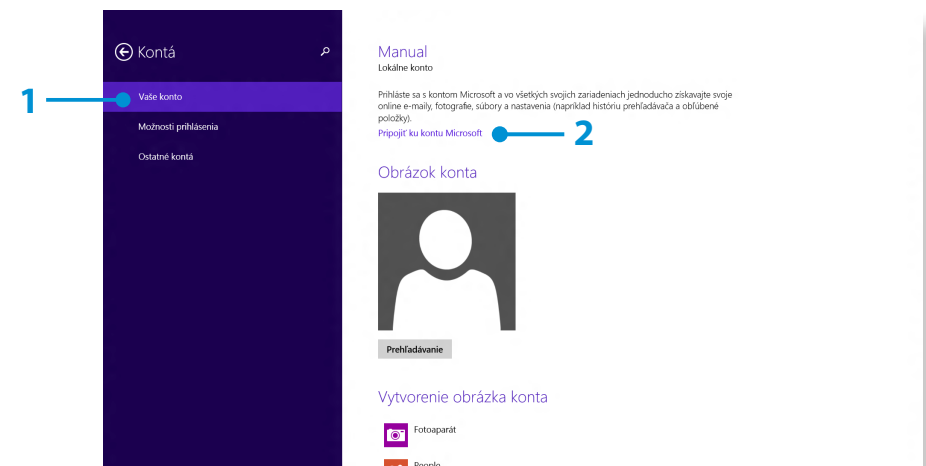 Kontá
1
Vaše konto
Možnosti prihlásenia
Ostatné kontá
Manual
Lokálne konto
Prihláste sa s kontom Microsoft a vo všetkých svojich zariadeniach jednoducho získavajte svoje
online e-maily, fotografie, súbory a nastavenia (napríklad históriu prehľadávača a obľúbené
položky).
Pripojiť ku kontu Microsoft
2
Obrázok konta
Prehľadávanie
Vytvorenie obrázka konta
Fotoaparát
People